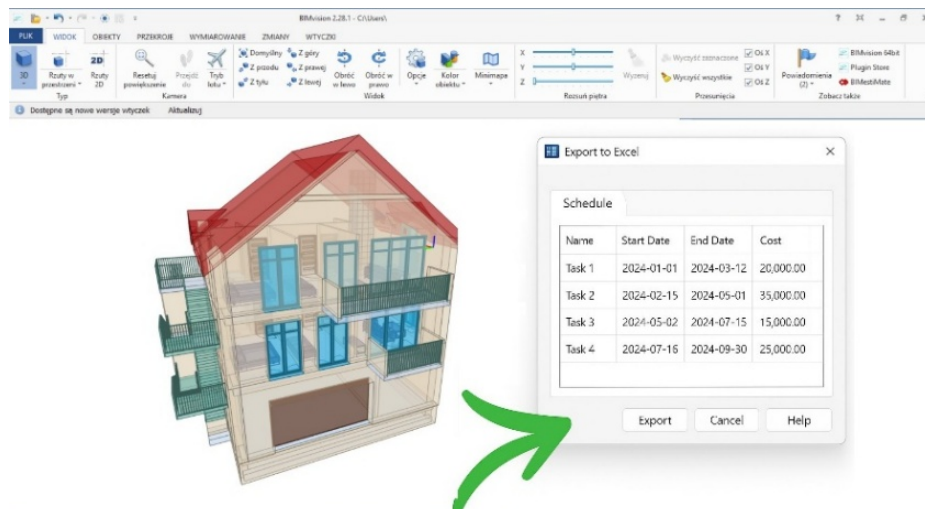 BIMvision 2.28.1 - C:\Users\
PLIK WIDOK OBIEKTY PRZEKROJE WYMIAROWANIE ZMIANY WTYCZKI
3D
Rzuty w przestrzeni
2D
Rzuty 2D
Typ
Resetuj powiększenie
Przejdź do
Tryb lotu
Kamera
Domyślny
Z przodu
Z tyłu
Z góry
Z prawej
Z lewej
Obróć w lewo
Obróć w prawo
Opcje
Kolor obiektu
Minimapa
Widok
X
Y
Z
Wyzeruj
Rozsuń piętra
Wyczyść zaznaczone
Wyczyść wszystkie
Oś X
Oś Y
Oś Z
Przesunięcia
Powiadomienia (2)
BIMvision 64bit
Plugin Store
BIMestiMate
Zobacz także
Dostępne są nowe wersje wtyczek Aktualizuj
Export to Excel
Schedule
Name Start Date End Date Cost
Task 1 2024-01-01 2024-03-12 20,000.00
Task 2 2024-02-15 2024-05-01 35,000.00
Task 3 2024-05-02 2024-07-15 15,000.00
Task 4 2024-07-16 2024-09-30 25,000.00
Export Cancel Help